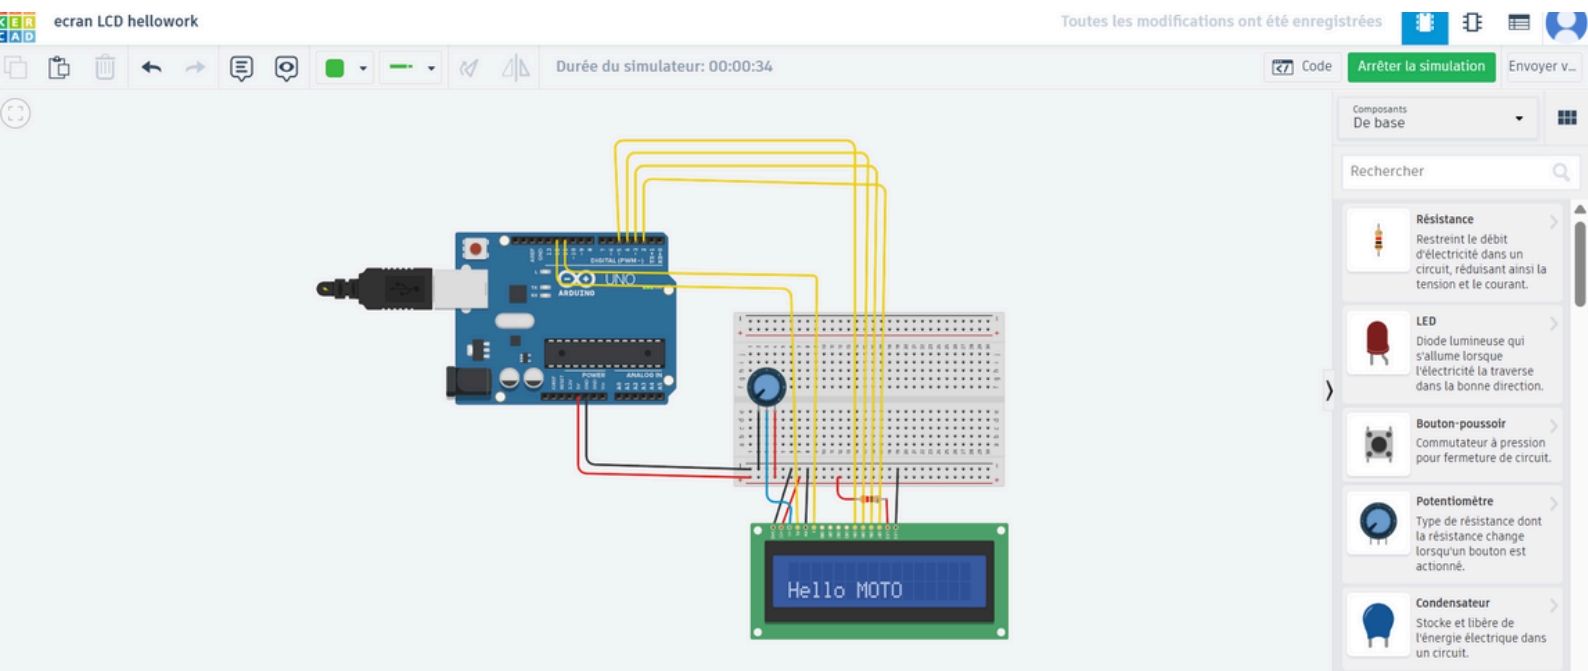 KER
CAD
ecran LCD hellowork
Toutes les modifications ont été enregistrées
Durée du simulateur: 00:00:34
Code
Arrêter la simulation
Envoyer v...
Composants
De base
Rechercher
Résistance
Restreint le débit
d'électricité dans un
circuit, réduisant ainsi la
tension et le courant.
LED
Diode lumineuse qui
s'allume lorsque
l'électricité la traverse
dans la bonne direction.
Bouton-poussoir
Commutateur à pression
pour fermeture de circuit.
Potentiomètre
Type de résistance dont
la résistance change
lorsqu'un bouton est
actionné.
Condensateur
Stocke et libère de
l'énergie électrique dans
un circuit.
DIGITAL (PWM~)
UNO
ARDUINO
POWER
ANALOG IN
Hello MOTO